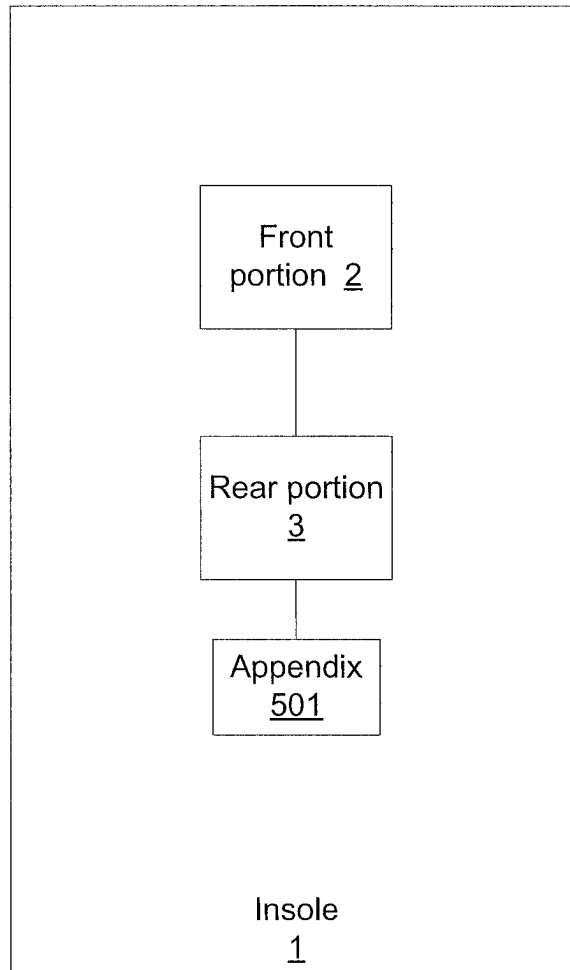 Front
portion 2
Rear portion
3
Appendix
501
Insole
1